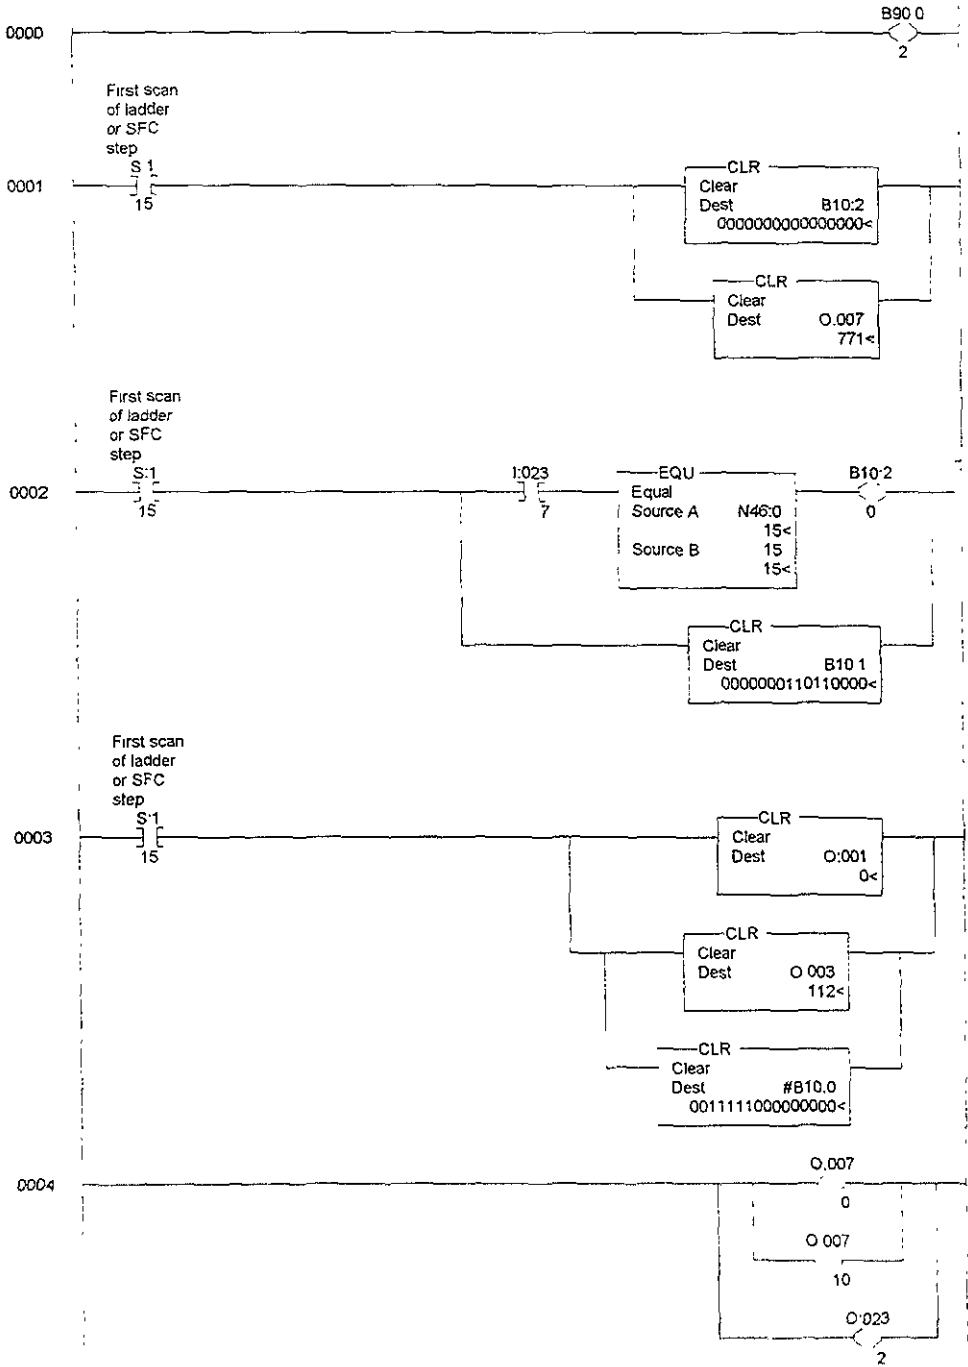 B90 0
0000
2
First scan
of ladder
or SFC
step
S 1
0001
15
CLR
Clear
Dest B10:2
0000000000000000<
CLR
Clear
Dest O.007
771<
First scan
of ladder
or SFC
step
S:1
0002
15
I:023
7
EQU
Equal
Source A N46:0
15<
Source B 15
15<
B10:2
0
CLR
Clear
Dest B10 1
0000000110110000<
First scan
of ladder
or SFC
step
S:1
0003
15
CLR
Clear
Dest O:001
0<
CLR
Clear
Dest O 003
112<
CLR
Clear
Dest #B10.0
0011111000000000<
0004
O.007
0
O 007
10
O:023
2